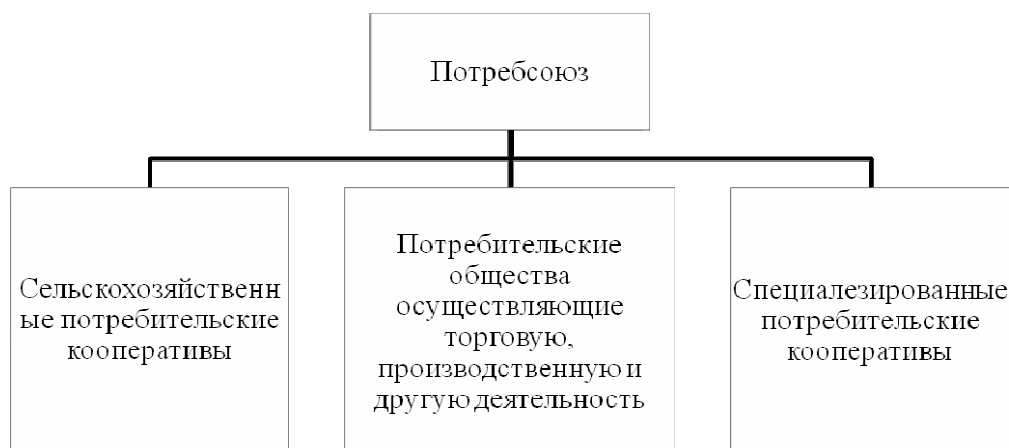 Потребсоюз
Сельскохозяйственн
ые потребительские
кооперативы
Потребительские
общества
осуществляющие
торговую,
производственную и
другую деятельность
Специалезированные
потребительские
кооперативы